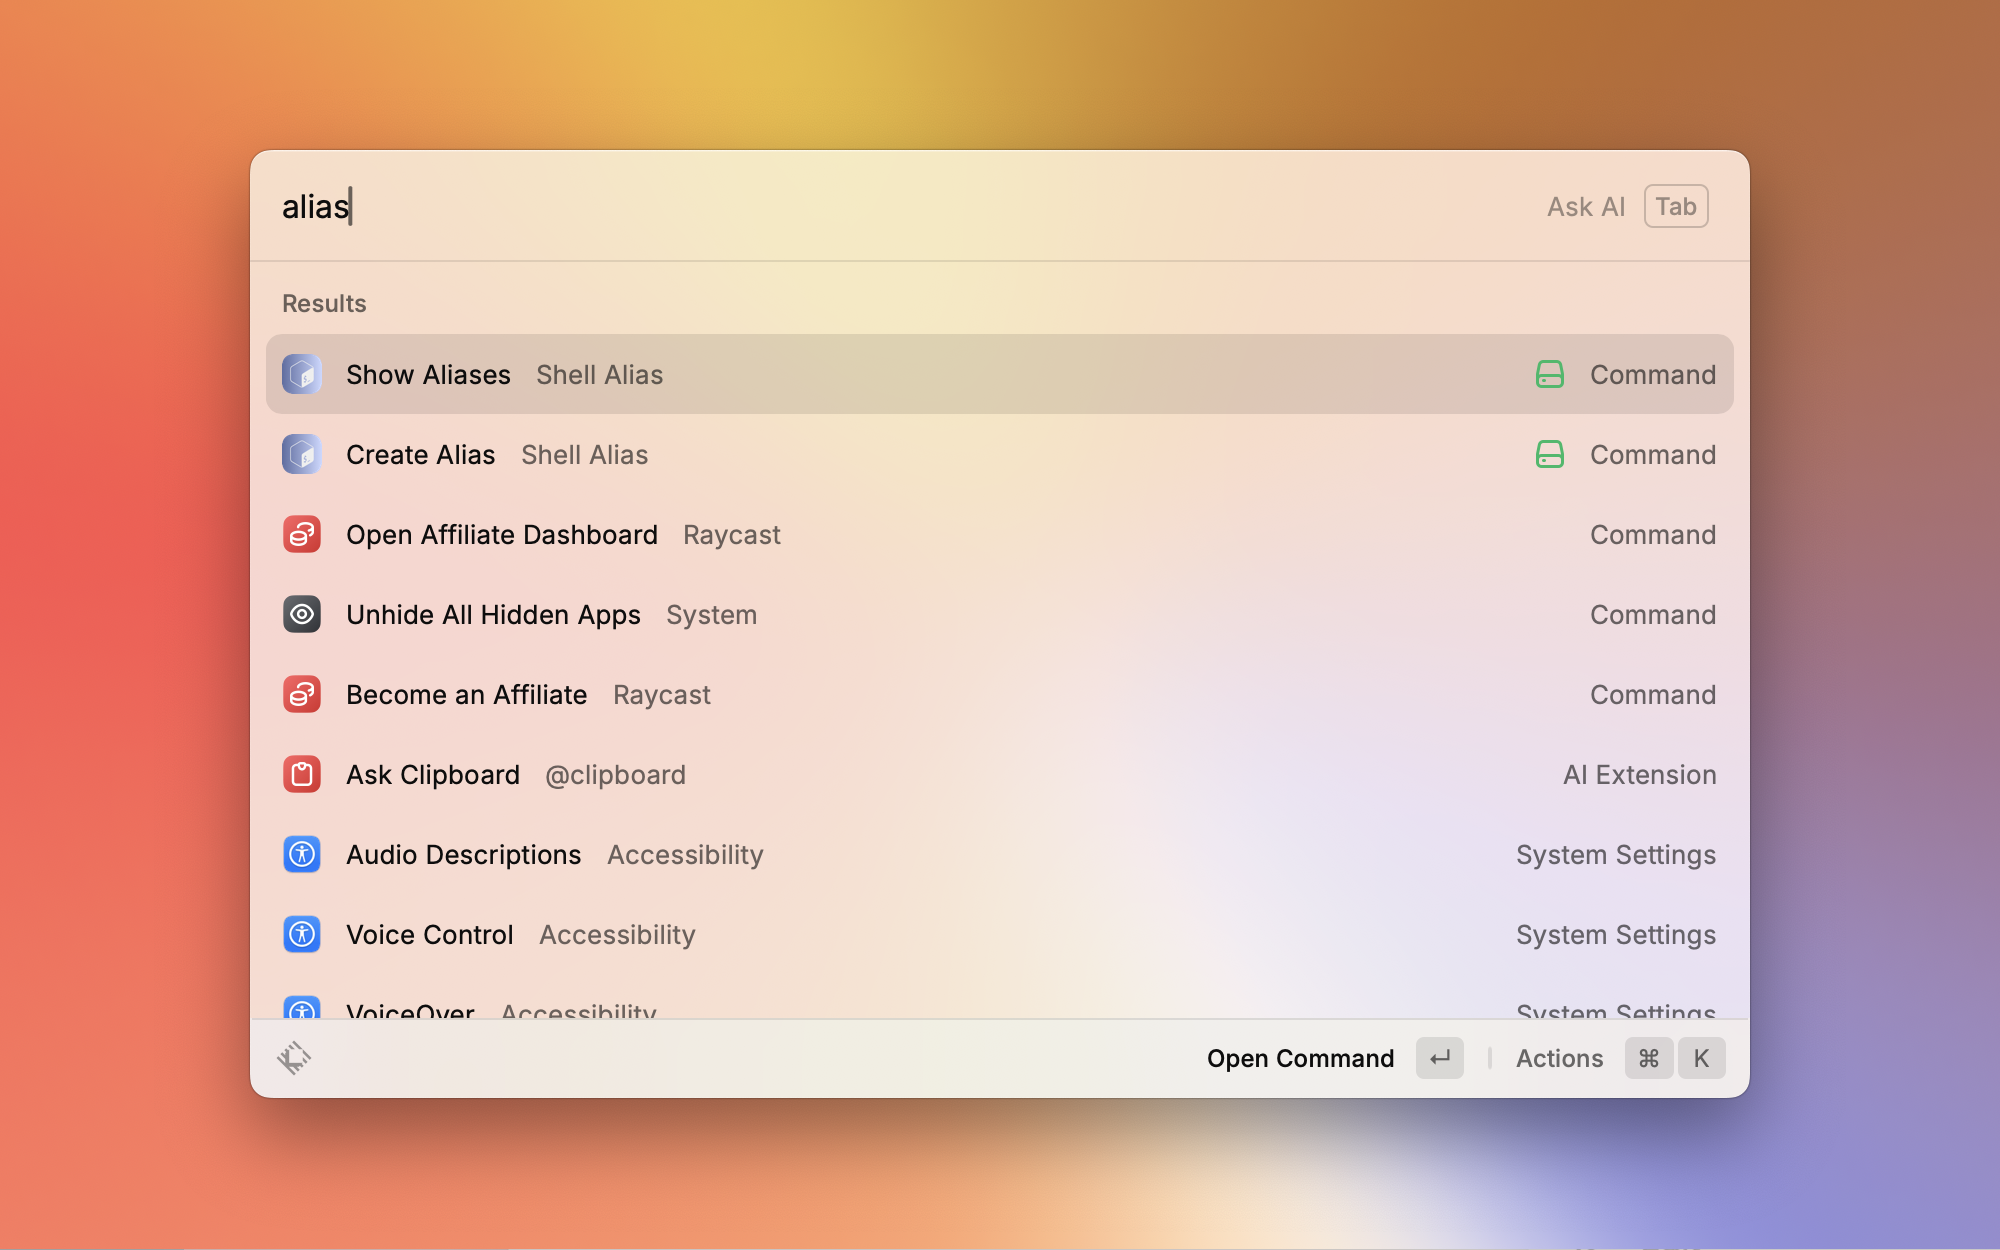 alias Ask AI Tab
Results
Show Aliases Shell Alias Command
Create Alias Shell Alias Command
Open Affiliate Dashboard Raycast Command
Unhide All Hidden Apps System Command
Become an Affiliate Raycast Command
Ask Clipboard @clipboard AI Extension
Audio Descriptions Accessibility System Settings
Voice Control Accessibility System Settings
VoiceOver Accessibility System Settings
Open Command ↵ Actions ⌘ K